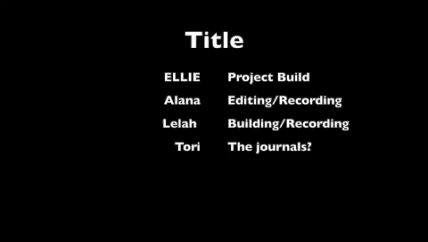 Title
ELLIE Project Build
Alana Editing/Recording
Lelah Building/Recording
Tori The journals?